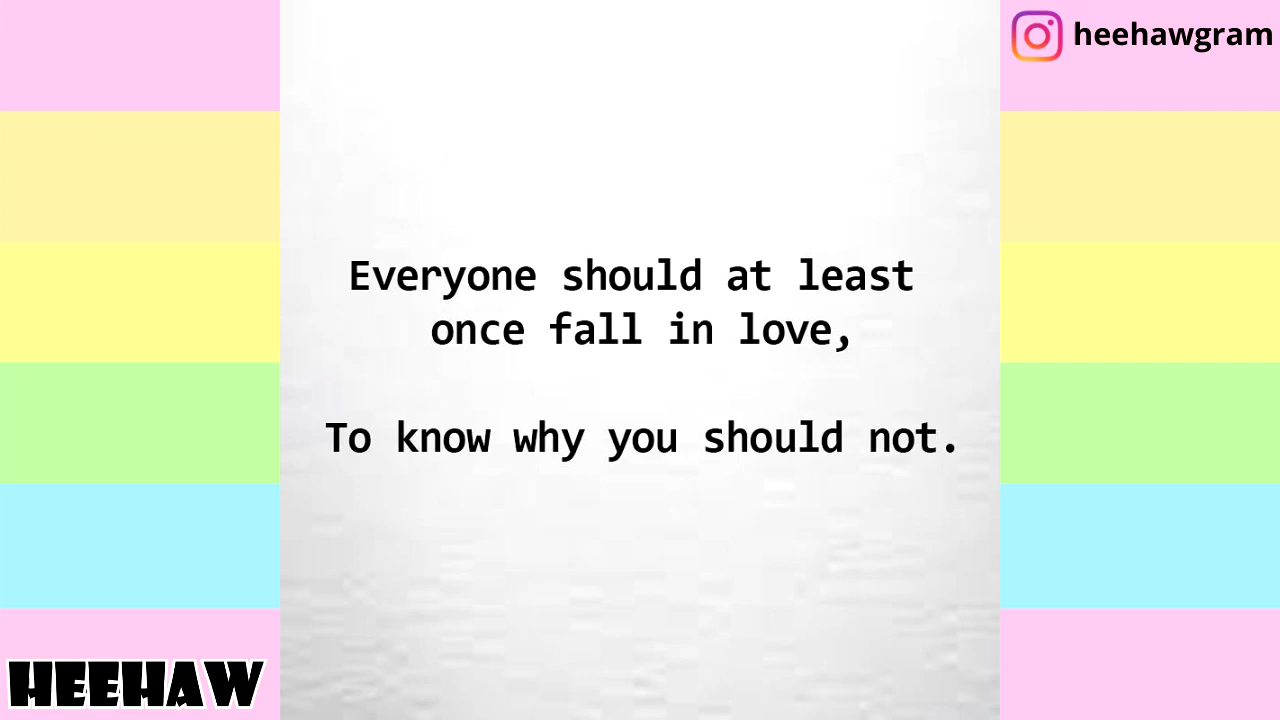 heehawgram
Everyone should at least
once fall in love,
To know why you should not.
HEEHAW